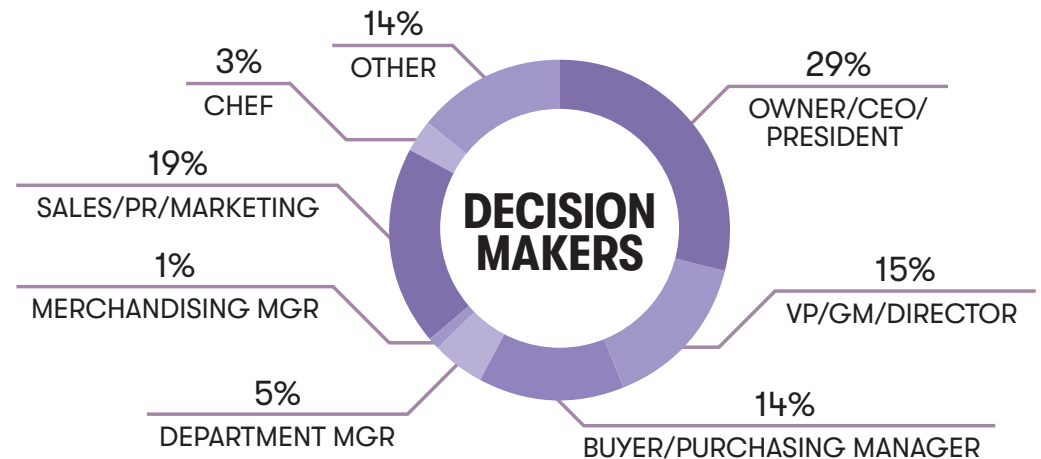 14%
OTHER
3%
CHEF
19%
SALES/PR/MARKETING
1%
MERCHANDISING MGR
5%
DEPARTMENT MGR
DECISION
MAKERS
29%
OWNER/CEO/
PRESIDENT
15%
VP/GM/DIRECTOR
14%
BUYER/PURCHASING MANAGER